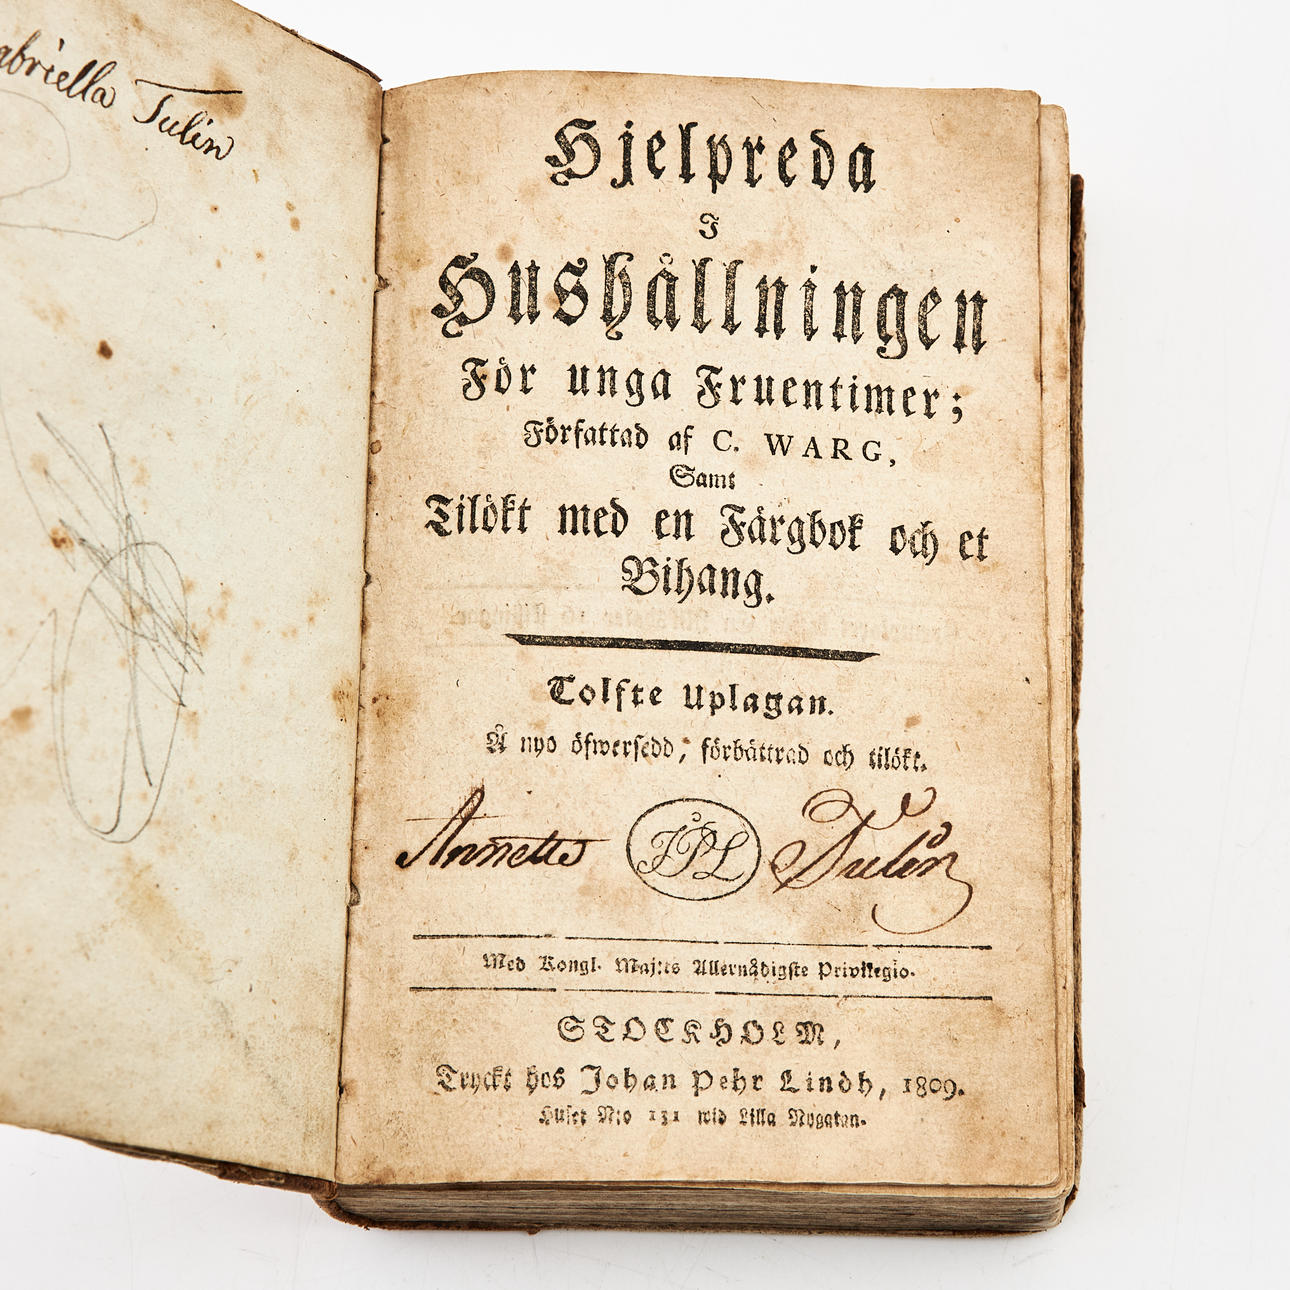 abriella Tulin
Hjelpreda
I
Hushållningen
För unga Fruentimer;
Författad af C. WARG,
Samt
Tilökt med en Färgbok och et
Bihang.
Tolfte Uplagan.
Å nyo öfwersedd, förbättrad och tilökt.
Annette JPL Tulin
Med Kongl. Maj:ts Allernådigste Privilegio.
STOCKHOLM,
Tryckt hos Johan Pehr Lindh, 1809.
Huset N:o 131 wid Lilla Nygatan.